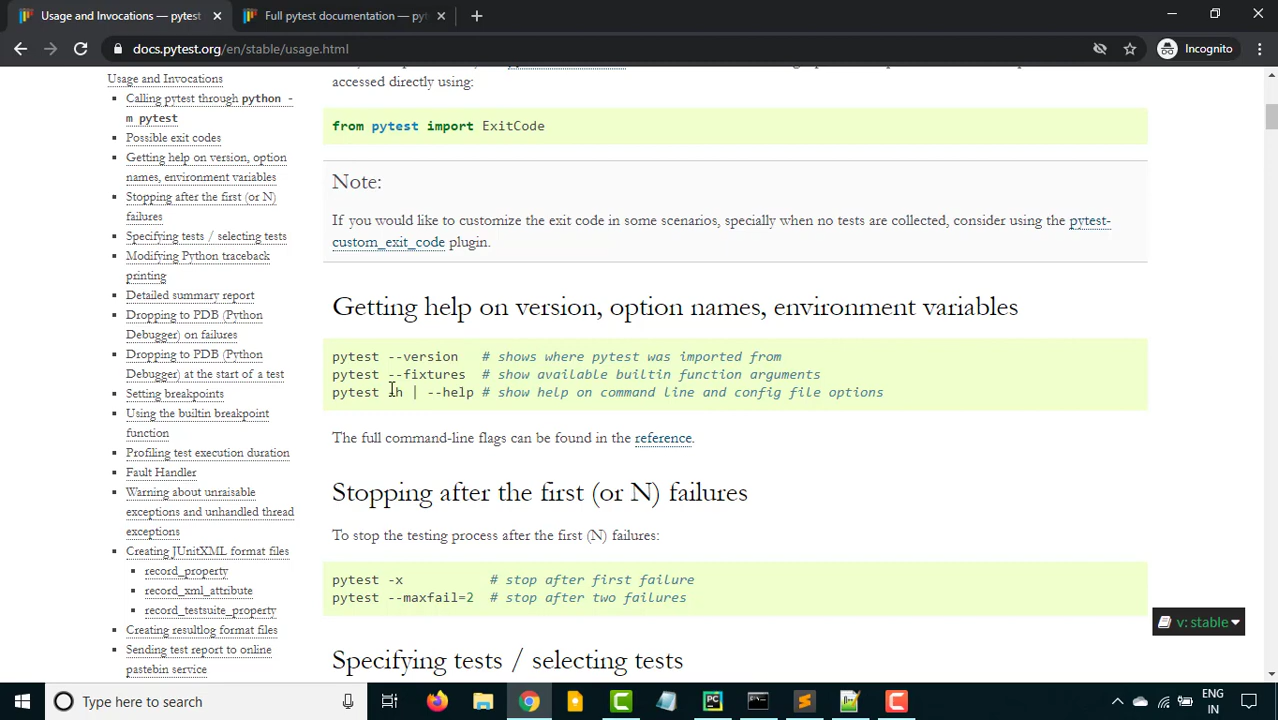 Usage and Invocations — pytest
Full pytest documentation — pyt
docs.pytest.org/en/stable/usage.html
Incognito
Usage and Invocations
Calling pytest through python -
m pytest
Possible exit codes
Getting help on version, option
names, environment variables
Stopping after the first (or N)
failures
Specifying tests / selecting tests
Modifying Python traceback
printing
Detailed summary report
Dropping to PDB (Python
Debugger) on failures
Dropping to PDB (Python
Debugger) at the start of a test
Setting breakpoints
Using the builtin breakpoint
function
Profiling test execution duration
Fault Handler
Warning about unraisable
exceptions and unhandled thread
exceptions
Creating JUnitXML format files
record_property
record_xml_attribute
record_testsuite_property
Creating resultlog format files
Sending test report to online
pastebin service
accessed directly using:
from pytest import ExitCode
Note:
If you would like to customize the exit code in some scenarios, specially when no tests are collected, consider using the pytest-
custom_exit_code plugin.
Getting help on version, option names, environment variables
pytest --version # shows where pytest was imported from
pytest --fixtures # show available builtin function arguments
pytest -h | --help # show help on command line and config file options
The full command-line flags can be found in the reference.
Stopping after the first (or N) failures
To stop the testing process after the first (N) failures:
pytest -x # stop after first failure
pytest --maxfail=2 # stop after two failures
Specifying tests / selecting tests
v: stable
Type here to search
ENG
IN